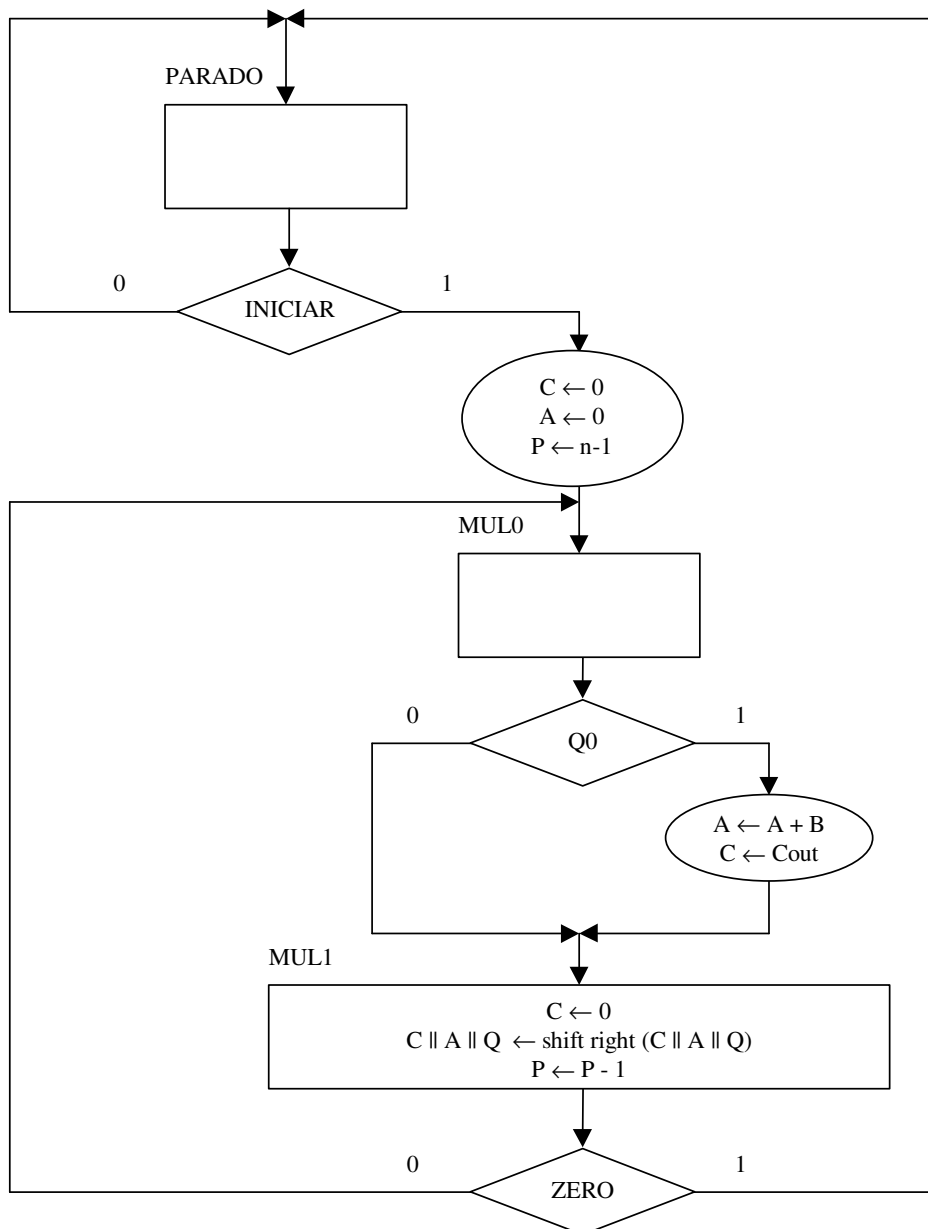 PARADO
0
1
INICIAR
C ← 0
A ← 0
P ← n-1
MUL0
0
1
Q0
A ← A + B
C ← Cout
MUL1
C ← 0
C || A || Q ← shift right (C || A || Q)
P ← P - 1
0
1
ZERO